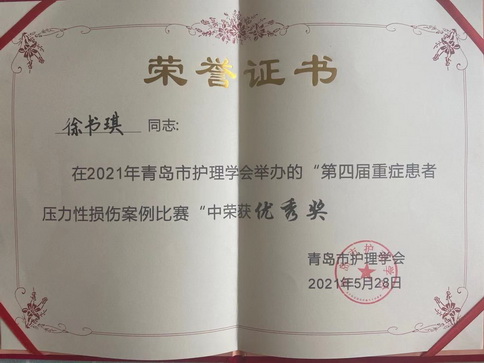 荣誉证书
徐书琪 同志:
在2021年青岛市护理学会举办的“第四届重症患者
压力性损伤案例比赛“中荣获优秀奖
青岛市护理学会
2021年5月28日